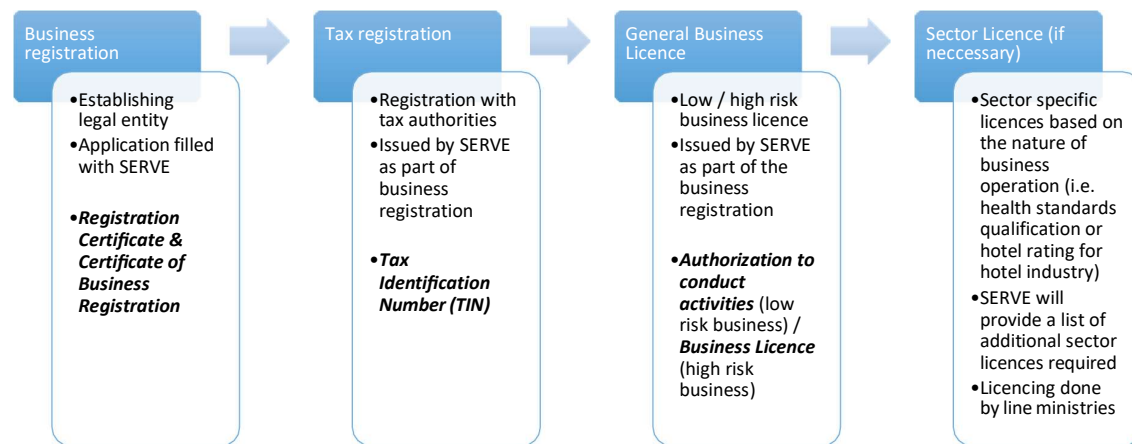 Business
registration
•Establishing
legal entity
•Application filled
with SERVE
•Registration
Certificate &
Certificate of
Business
Registration
Tax registration
•Registration with
tax authorities
•Issued by SERVE
as part of
business
registration
•Tax
Identification
Number (TIN)
General Business
Licence
•Low / high risk
business licence
•Issued by SERVE
as part of the
business
registration
•Authorization to
conduct
activities (low
risk business) /
Business Licence
(high risk
business)
Sector Licence (if
neccessary)
•Sector specific
licences based on
the nature of
business
operation (i.e.
health standards
qualification or
hotel rating for
hotel industry)
•SERVE will
provide a list of
additional sector
licences required
•Licencing done
by line ministries